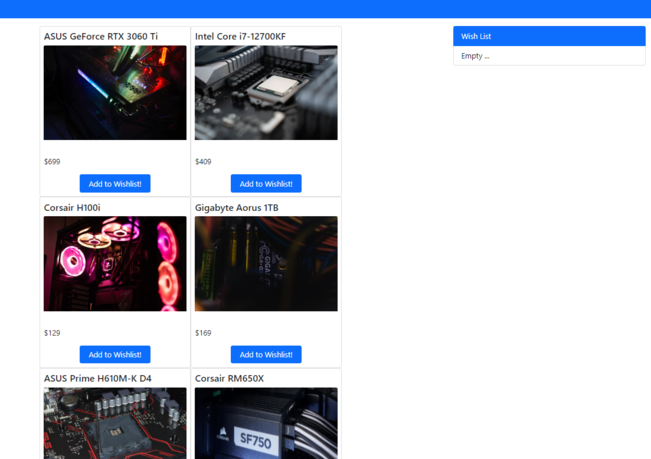 Wish List
Empty ...
ASUS GeForce RTX 3060 Ti
Intel Core i7-12700KF
$699
$409
Add to Wishlist!
Add to Wishlist!
Corsair H100i
Gigabyte Aorus 1TB
GIGA
$129
$169
Add to Wishlist!
Add to Wishlist!
ASUS Prime H610M-K D4
Corsair RM650X
CORSAIR
SF750